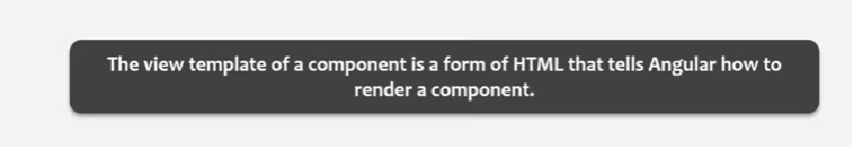 The view template of a component is a form of HTML that tells Angular how to
render a component.